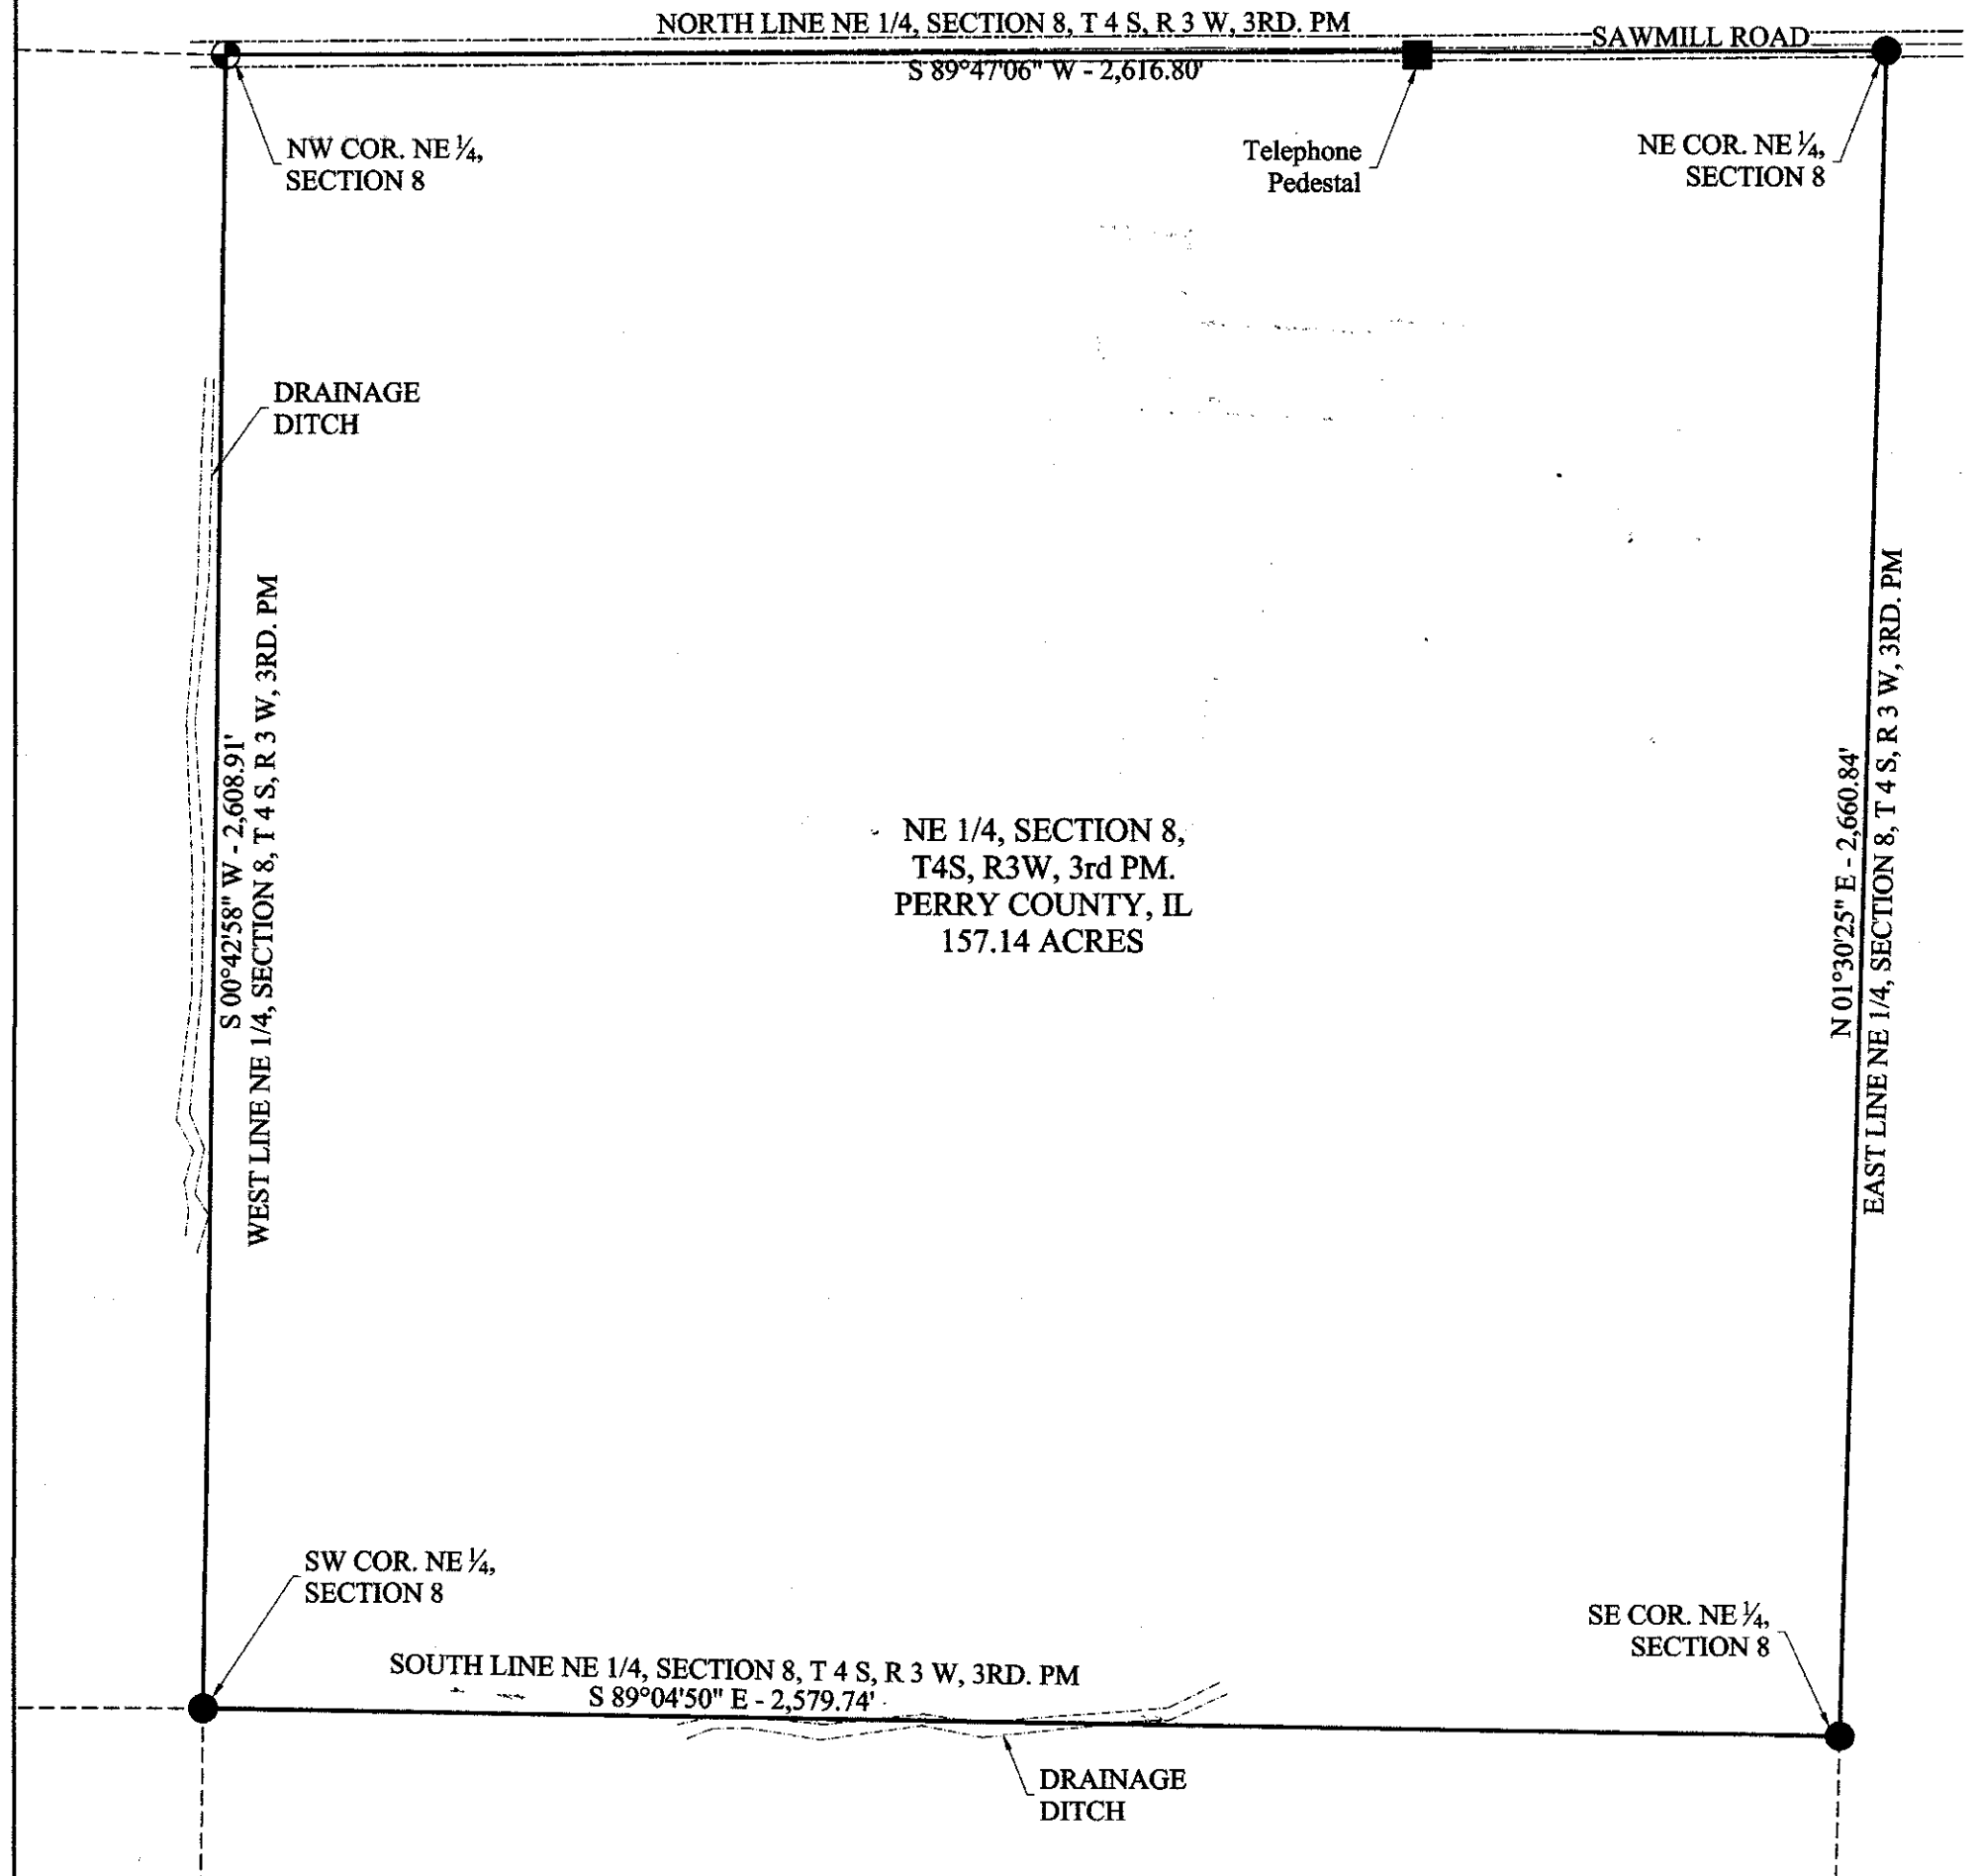 NORTH LINE NE 1/4, SECTION 8, T 4 S, R 3 W, 3RD. PM
SAWMILL ROAD
S 89°47'06" W - 2,616.80'
NW COR. NE ¼,
SECTION 8
Telephone
Pedestal
NE COR. NE ¼,
SECTION 8
DRAINAGE
DITCH
S 00°42'58" W - 2,608.91'
WEST LINE NE 1/4, SECTION 8, T 4 S, R 3 W, 3RD. PM
NE 1/4, SECTION 8,
T4S, R3W, 3rd PM.
PERRY COUNTY, IL
157.14 ACRES
N 01°30'25" E - 2,660.84'
EAST LINE NE 1/4, SECTION 8, T 4 S, R 3 W, 3RD. PM
SW COR. NE ¼,
SECTION 8
SE COR. NE ¼,
SECTION 8
SOUTH LINE NE 1/4, SECTION 8, T 4 S, R 3 W, 3RD. PM
S 89°04'50" E - 2,579.74'
DRAINAGE
DITCH